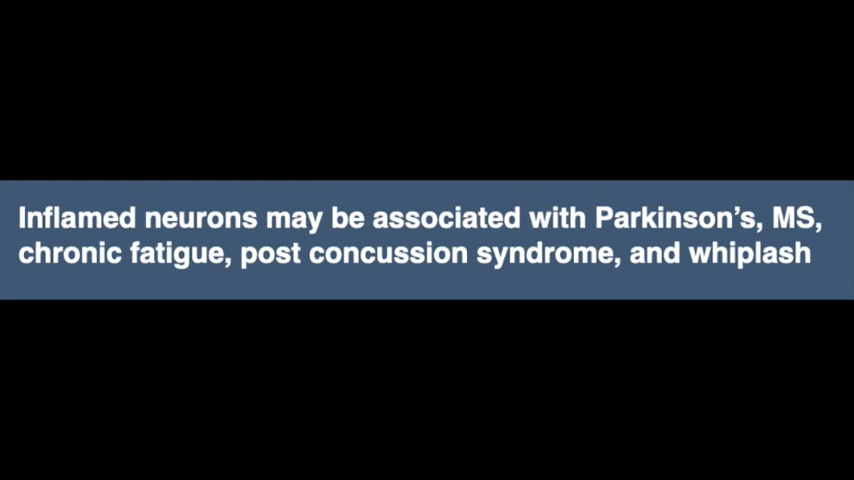 Inflamed neurons may be associated with Parkinson’s, MS,
chronic fatigue, post concussion syndrome, and whiplash